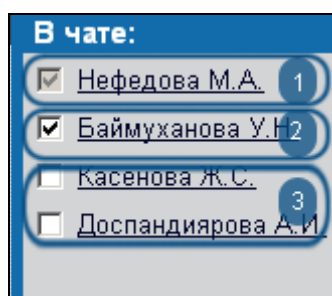 В чате:
Нефедова М.А. 1
Баймуханова У.Н. 2
Касенова Ж.С.
3
Доспандиярова А.И.